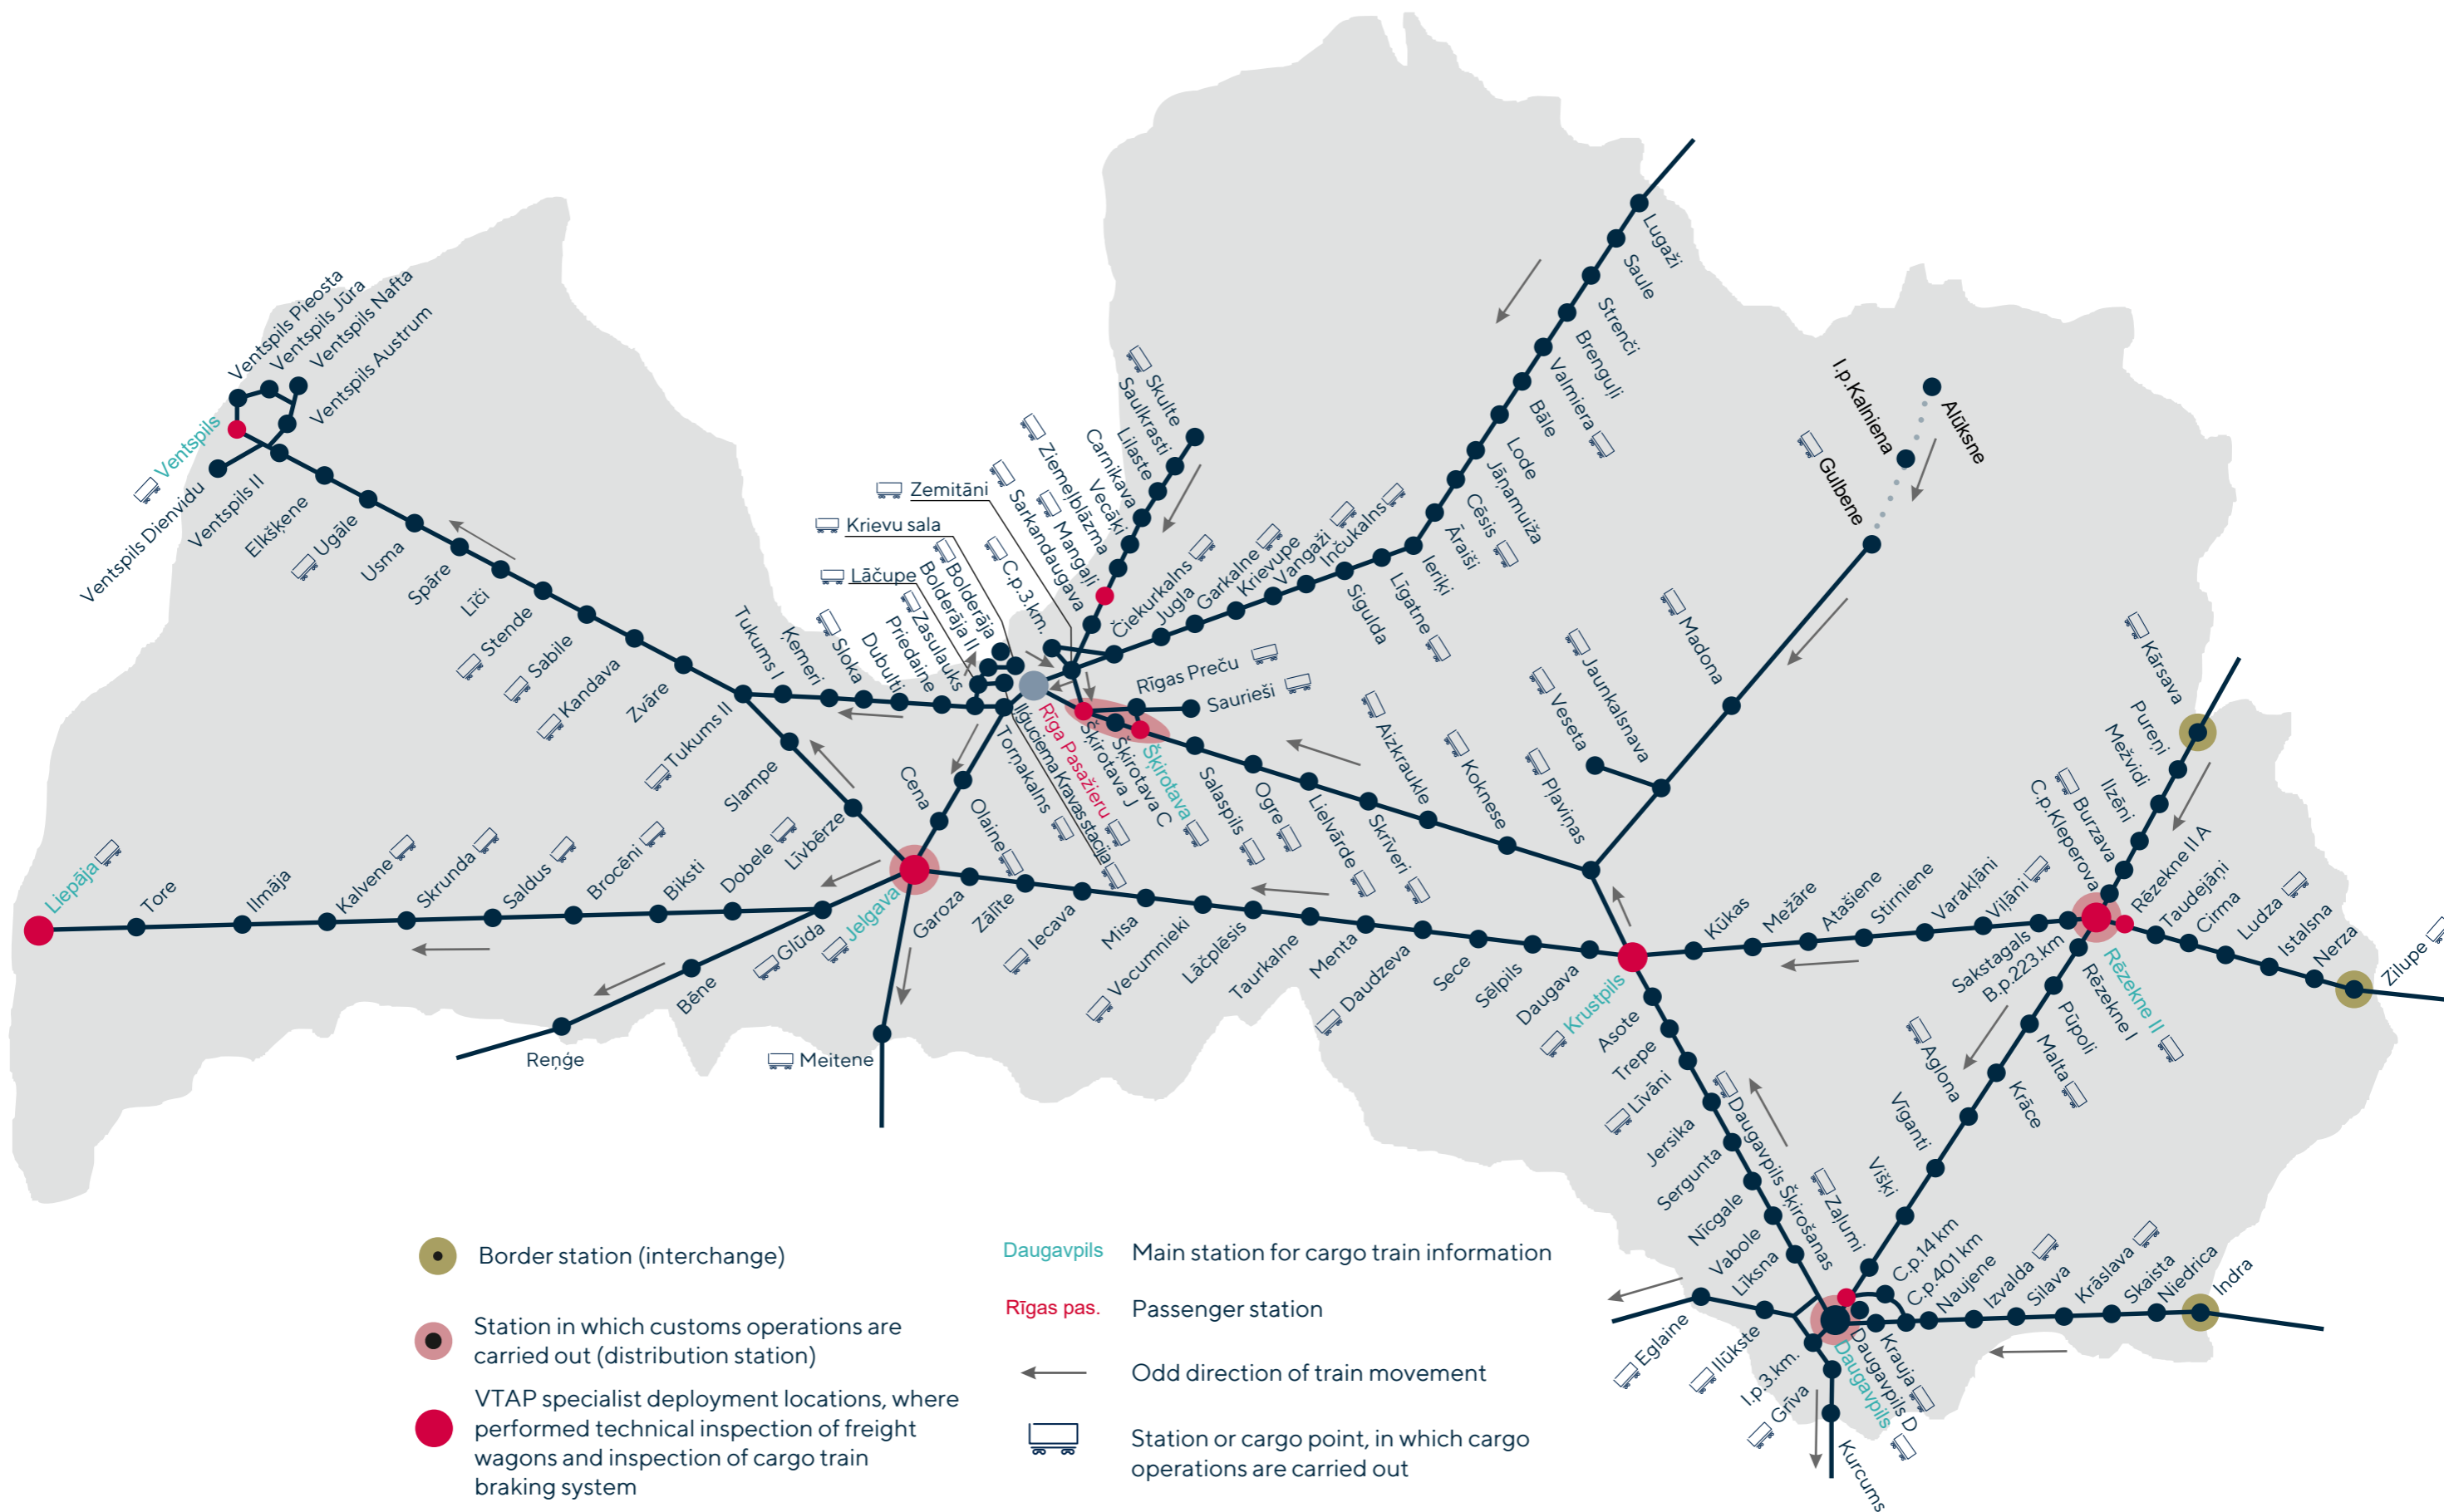 Ventspils Pieosta
Ventspils Jūra
Ventspils Nafta
Ventspils Austrum
Ventspils
Ventspils Dienvidu
Ventspils II
Elkšķene
Ugāle
Usma
Spāre
Līči
Stende
Sabile
Kandava
Zvāre
Tukums II
Slampe
Līvbērze
Tukums I
Ķemeri
Sloka
Dubulti
Priedaine
Zasulauks
Bolderāja II
Bolderāja
Lāčupe
Krievu sala
Zemitāni
C.p.3.km.
Sarkandaugava
Mangaļi
Ziemeļblāzma
Vecāki
Carnikava
Lilaste
Saulkrasti
Skulte
Čiekurkalns
Jugla
Garkalne
Krievupe
Vangaži
Inčukalns
Sigulda
Līgatne
Ieriķi
Āraiši
Cēsis
Jāņamuiža
Lode
Bāle
Valmiera
Brenguļi
Strenči
Saule
Lugaži
I.p.Kalniena
Alūksne
Gulbene
Madona
Jaunkalsnava
Veseta
Pļaviņas
Koknese
Aizkraukle
Skrīveri
Lielvārde
Ogre
Salaspils
Rīgas Preču
Saurieši
Šķirotava
Šķirotava C
Šķirotava J
Rīga Pasažieru
Iļģuciema Kravas stacija
Torņakalns
Cena
Olaine
Jelgava
Liepāja
Tore
Ilmāja
Kalvene
Skrunda
Saldus
Brocēni
Biksti
Dobele
Glūda
Bēne
Reņģe
Meitene
Garoza
Zālīte
Iecava
Misa
Vecumnieki
Lāčplēsis
Taurkalne
Menta
Daudzeva
Sece
Sēlpils
Daugava
Krustpils
Kūkas
Mežāre
Atašiene
Stirniene
Varakļāni
Viļāni
Sakstagals
B.p.223.km
Rēzekne I
Rēzekne II
Rēzekne II A
C.p.Kleperova
Burzava
Ilzēni
Mežvidi
Pureņi
Kārsava
Taudejāņi
Cirma
Ludza
Istalsna
Nerza
Zilupe
Pūpoli
Malta
Krāce
Aglona
Vīganti
Višķi
Zaļumi
Asote
Trepe
Līvāni
Jersika
Sergunta
Nīcgale
Vabole
Līksna
Daugavpils Šķirošanas
C.p.14 km
C.p.401 km
Naujene
Izvalda
Silava
Krāslava
Skaista
Niedrica
Indra
Krauja
Daugavpils D
Daugavpils
Eglaine
Ilūkste
I.p.3.km.
Grīva
Kurcums
Border station (interchange)
Station in which customs operations are
carried out (distribution station)
VTAP specialist deployment locations, where
performed technical inspection of freight
wagons and inspection of cargo train
braking system
Daugavpils
Main station for cargo train information
Rīgas pas.
Passenger station
Odd direction of train movement
Station or cargo point, in which cargo
operations are carried out